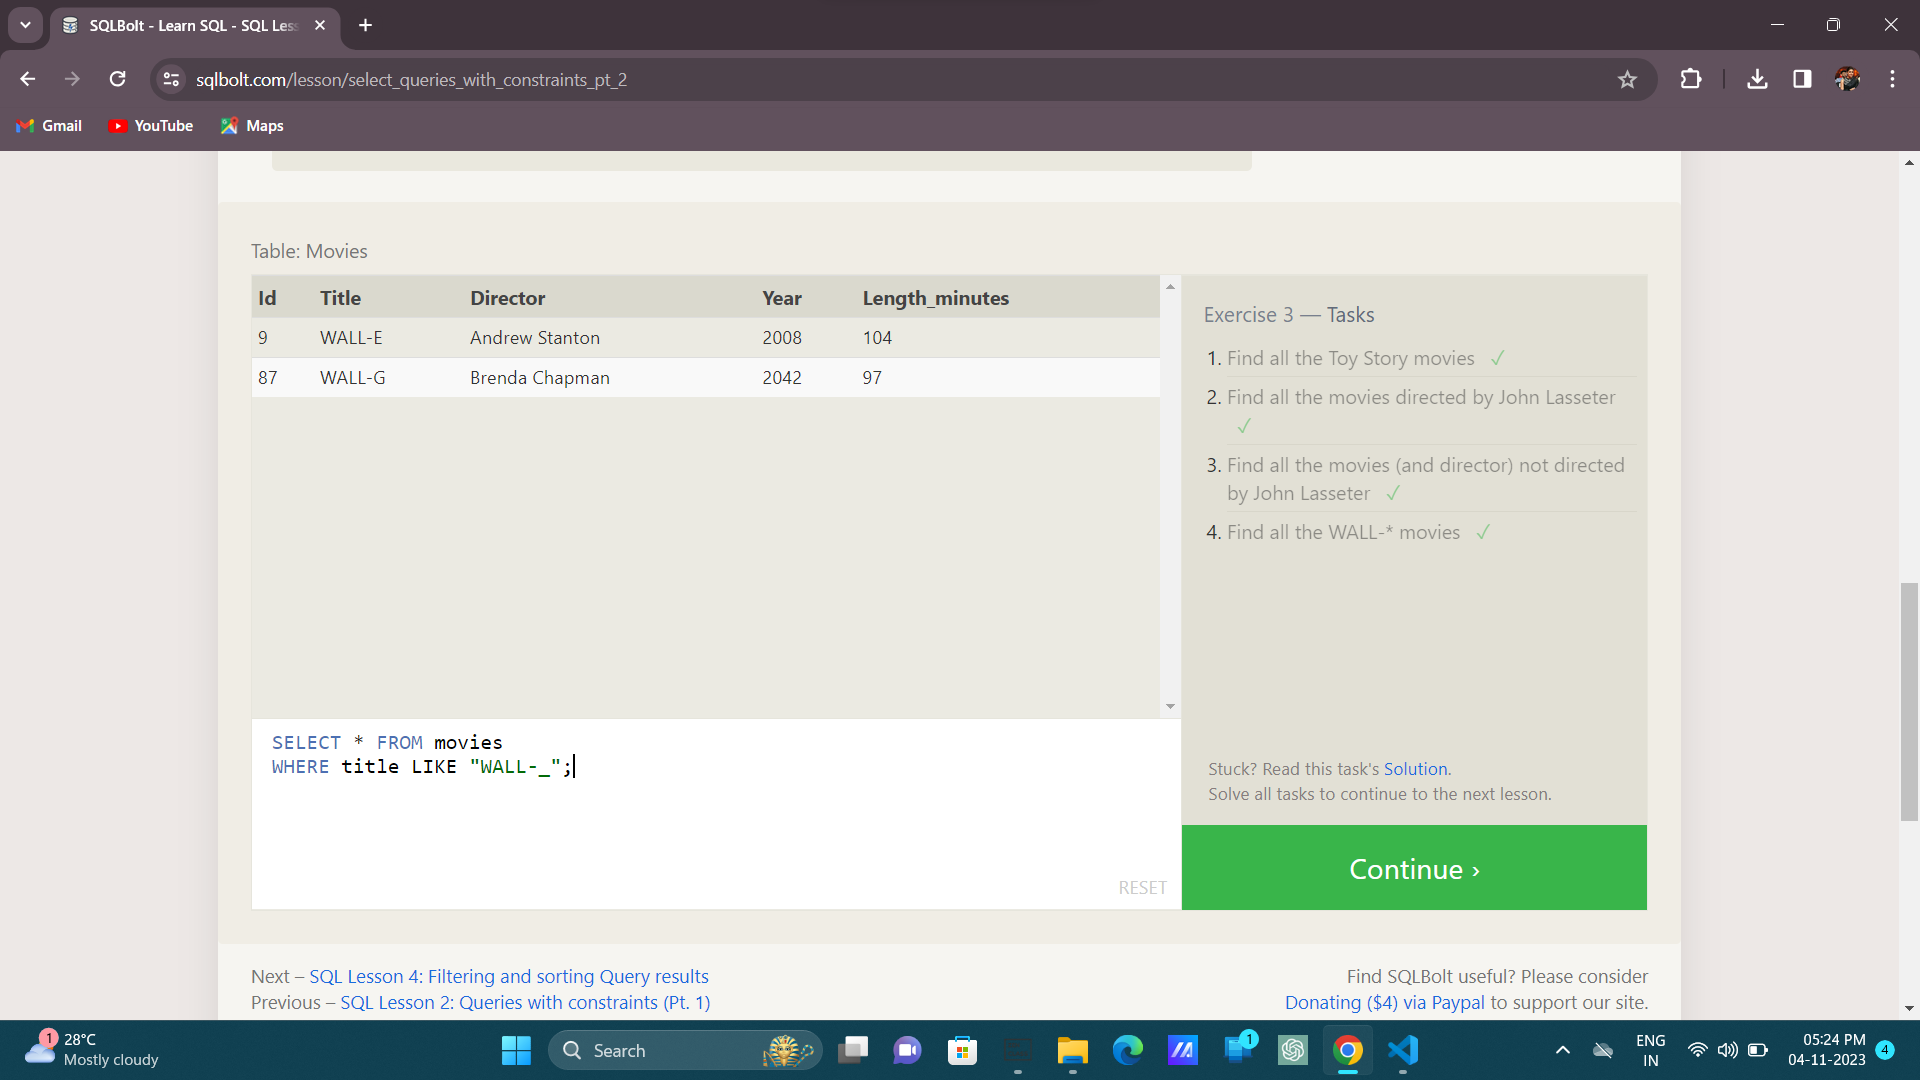 SQLBolt - Learn SQL - SQL Less
sqlbolt.com/lesson/select_queries_with_constraints_pt_2
Gmail YouTube Maps
Table: Movies
Id Title Director Year Length_minutes
9 WALL-E Andrew Stanton 2008 104
87 WALL-G Brenda Chapman 2042 97
Exercise 3 — Tasks
1. Find all the Toy Story movies ✓
2. Find all the movies directed by John Lasseter
✓
3. Find all the movies (and director) not directed
by John Lasseter ✓
4. Find all the WALL-* movies ✓
SELECT * FROM movies
WHERE title LIKE "WALL-_";
RESET
Stuck? Read this task's Solution.
Solve all tasks to continue to the next lesson.
Continue ›
Next – SQL Lesson 4: Filtering and sorting Query results
Previous – SQL Lesson 2: Queries with constraints (Pt. 1)
Find SQLBolt useful? Please consider
Donating ($4) via Paypal to support our site.
1
28°C
Mostly cloudy
Search
1
ENG
IN
05:24 PM
04-11-2023
4